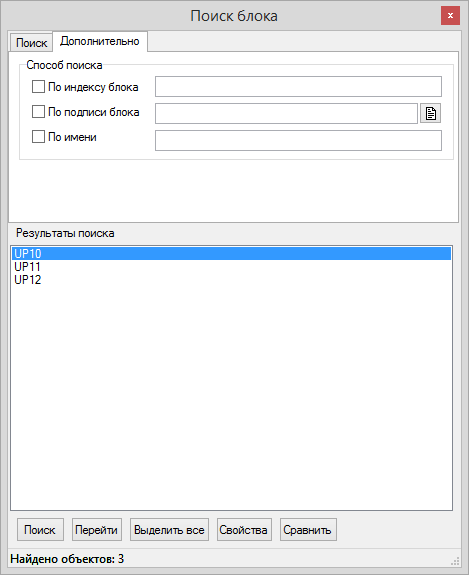 Поиск блока
x
Поиск Дополнительно
Способ поиска
По индексу блока
По подписи блока
По имени
Результаты поиска
UP10
UP11
UP12
Поиск Перейти Выделить все Свойства Сравнить
Найдено объектов: 3